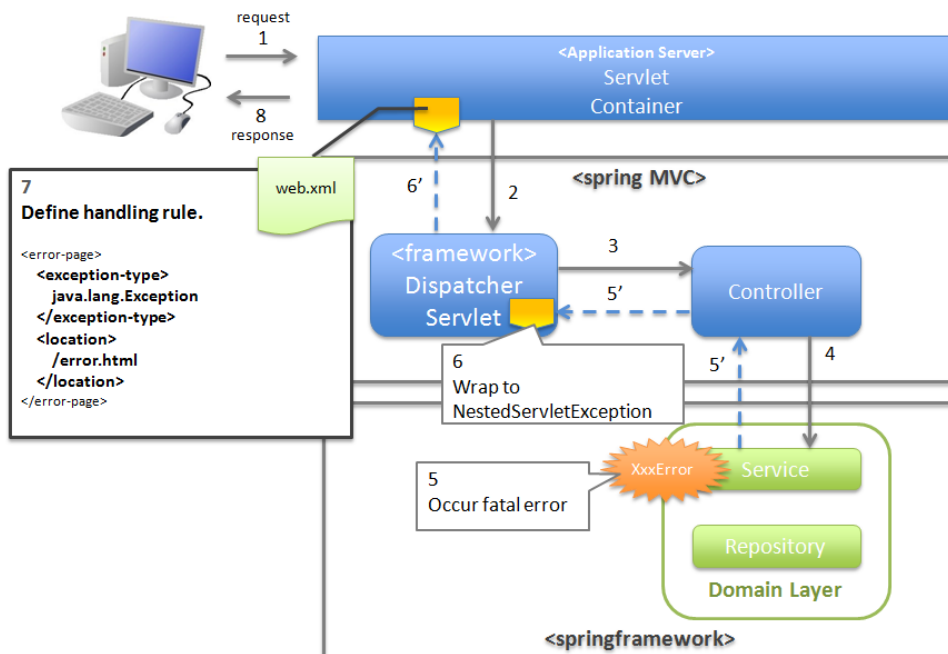 request
1
8
response
<Application Server>
Servlet
Container
7
Define handling rule.
web.xml
<error-page>
<exception-type>
java.lang.Exception
</exception-type>
<location>
/error.html
</location>
</error-page>
6’
2
<spring MVC>
<framework>
Dispatcher
Servlet
3
5’
Controller
6
Wrap to
NestedServletException
5’
4
5
Occur fatal error
XxxError
Service
Repository
Domain Layer
<springframework>